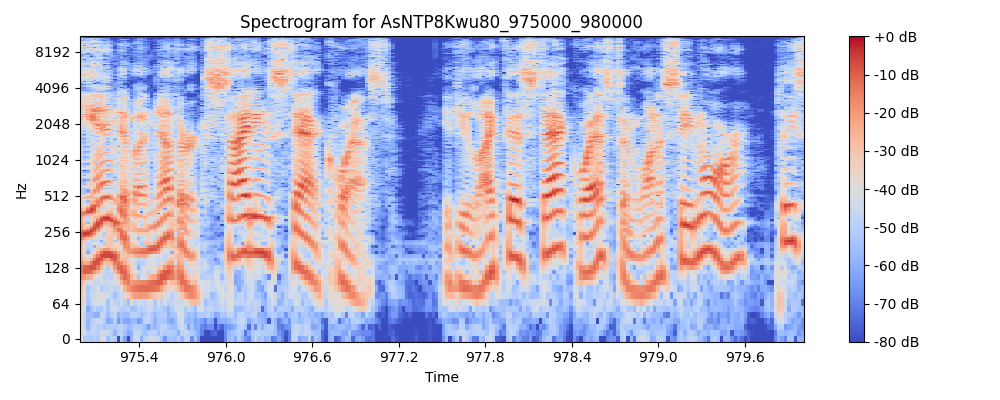 Spectrogram for AsNTP8Kwu80_975000_980000
Hz
8192
4096
2048
1024
512
256
128
64
0
975.4 976.0 976.6 977.2 977.8 978.4 979.0 979.6
Time
+0 dB
-10 dB
-20 dB
-30 dB
-40 dB
-50 dB
-60 dB
-70 dB
-80 dB